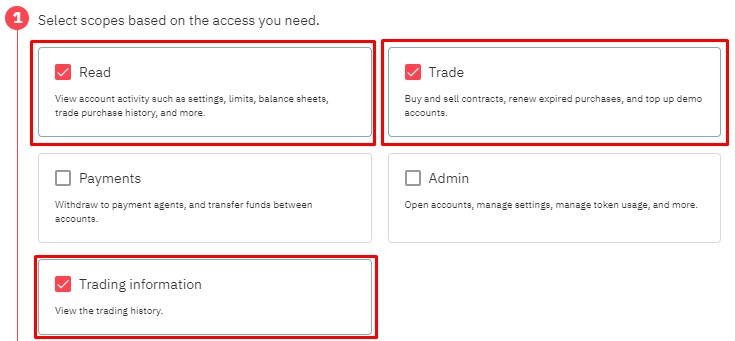 1 Select scopes based on the access you need.
Read
View account activity such as settings, limits, balance sheets,
trade purchase history, and more.
Trade
Buy and sell contracts, renew expired purchases, and top up demo
accounts.
Payments
Withdraw to payment agents, and transfer funds between
accounts.
Admin
Open accounts, manage settings, manage token usage, and more.
Trading information
View the trading history.